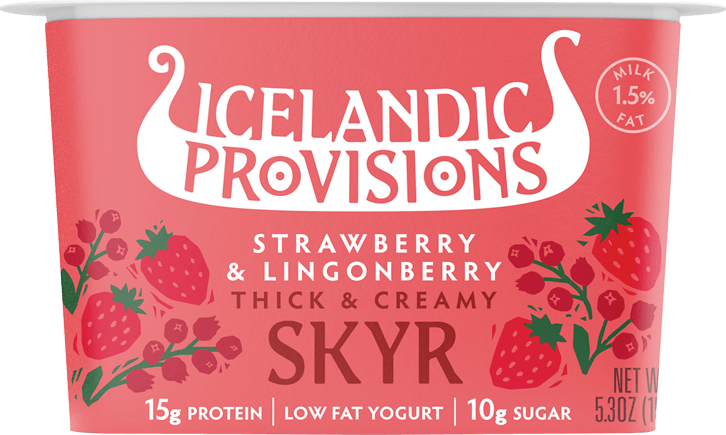 ICELANDIC
PROVISIONS
MILK
1.5%
FAT
STRAWBERRY
& LINGONBERRY
THICK & CREAMY
SKYR
15g PROTEIN | LOW FAT YOGURT | 10g SUGAR
NET
5.3OZ